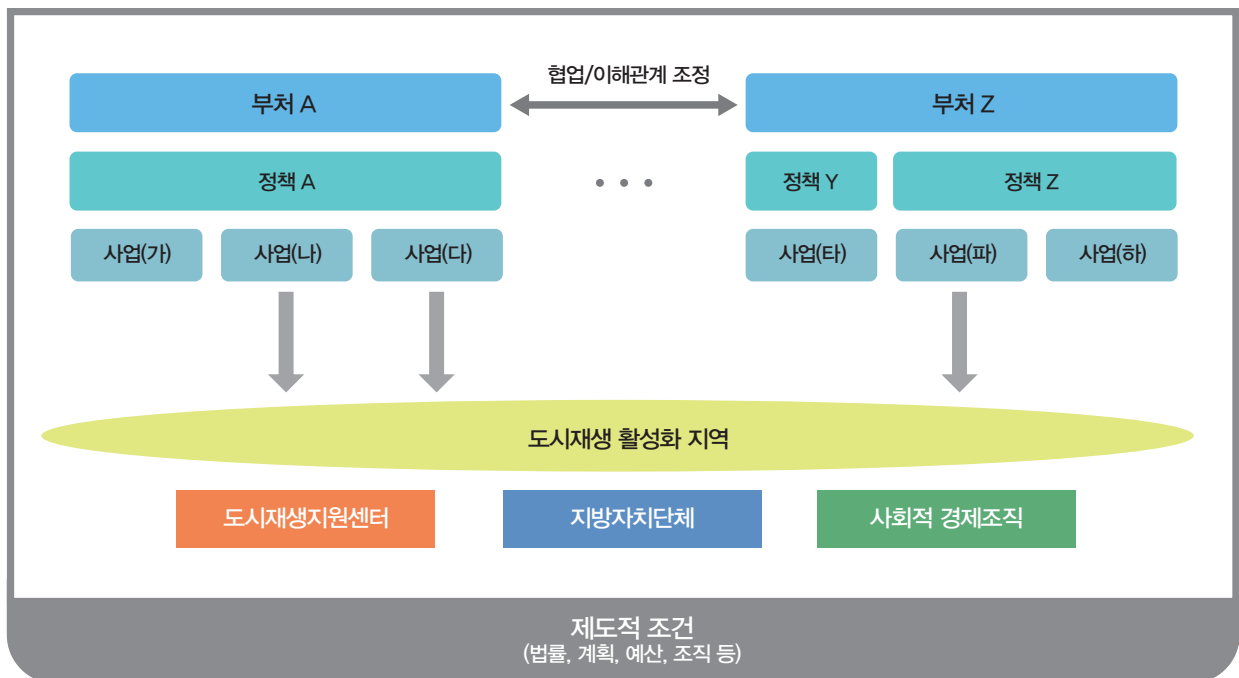 협업/이해관계 조정
부처 A
부처 Z
정책 A
• • •
정책 Y
정책 Z
사업(가)
사업(나)
사업(다)
사업(타)
사업(파)
사업(하)
도시재생 활성화 지역
도시재생지원센터
지방자치단체
사회적 경제조직
제도적 조건
(법률, 계획, 예산, 조직 등)